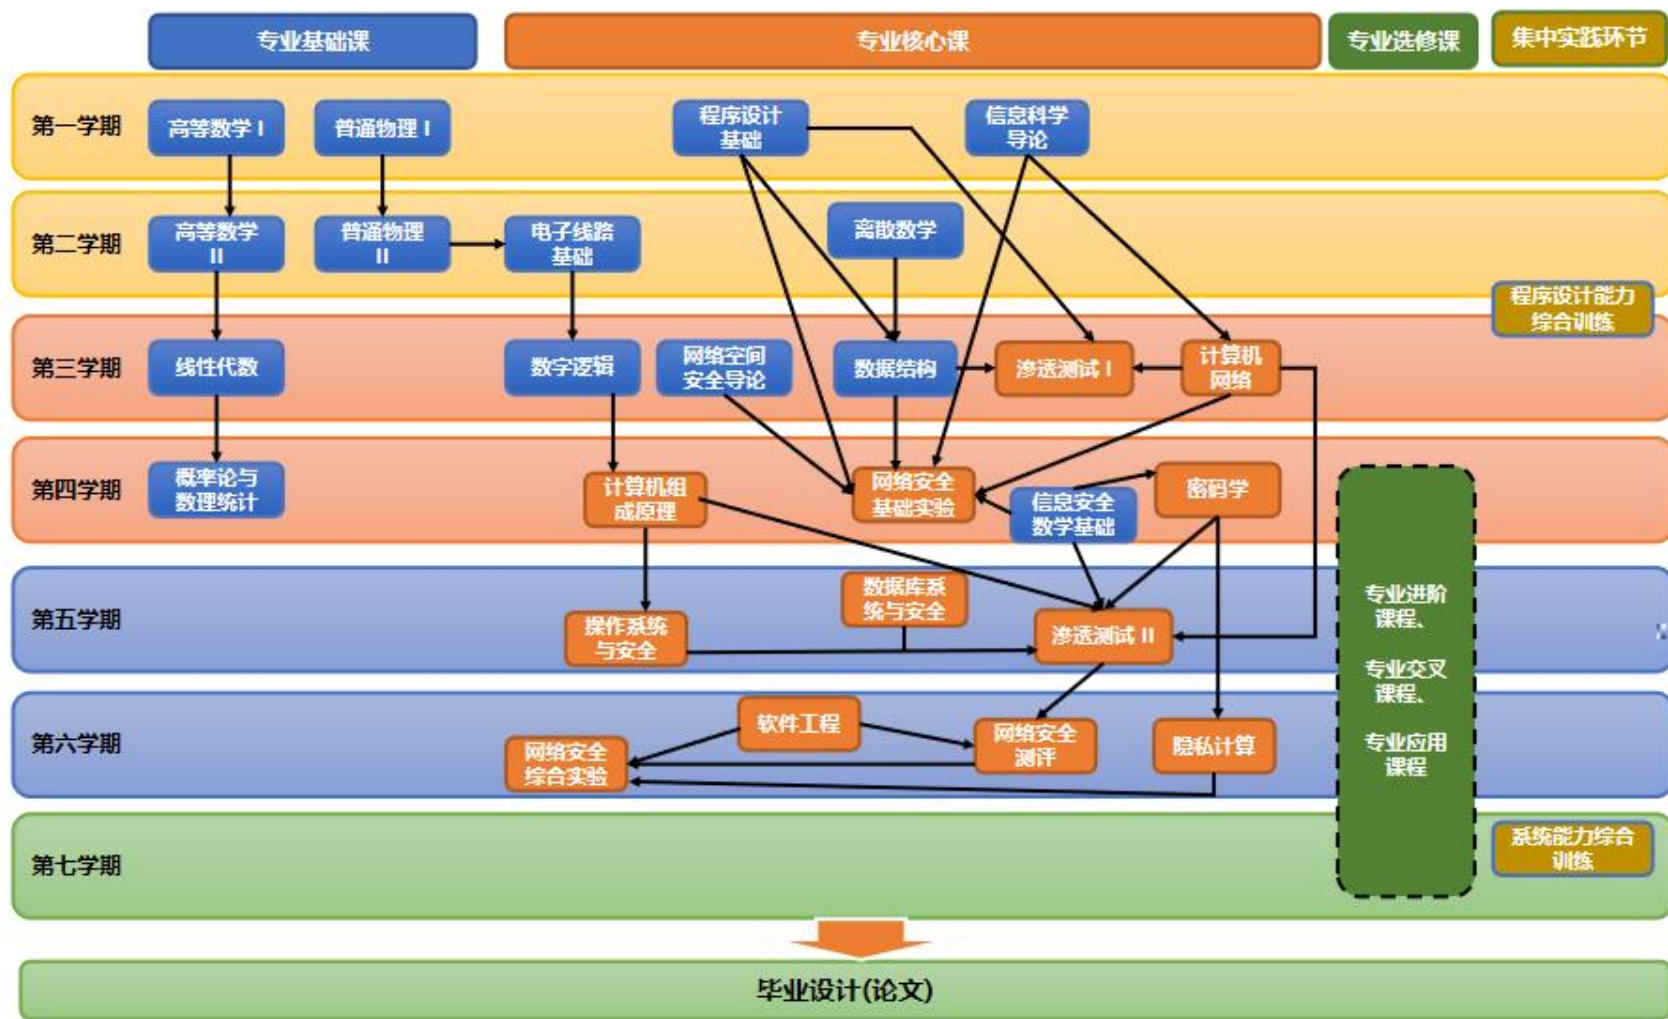 专业基础课
专业核心课
专业选修课
集中实践环节
第一学期
高等数学 I
普通物理 I
程序设计
基础
信息科学
导论
第二学期
高等数学
II
普通物理
II
电子线路
基础
离散数学
程序设计能力
综合训练
第三学期
线性代数
数字逻辑
网络空间
安全导论
数据结构
渗透测试 I
计算机
网络
第四学期
概率论与
数理统计
计算机组
成原理
网络安全
基础实验
信息安全
数学基础
密码学
第五学期
操作系统
与安全
数据库系
统与安全
渗透测试 II
专业进阶
课程、
专业交叉
课程、
专业应用
课程
第六学期
网络安全
综合实验
软件工程
网络安全
测评
隐私计算
第七学期
系统能力综合
训练
毕业设计(论文)